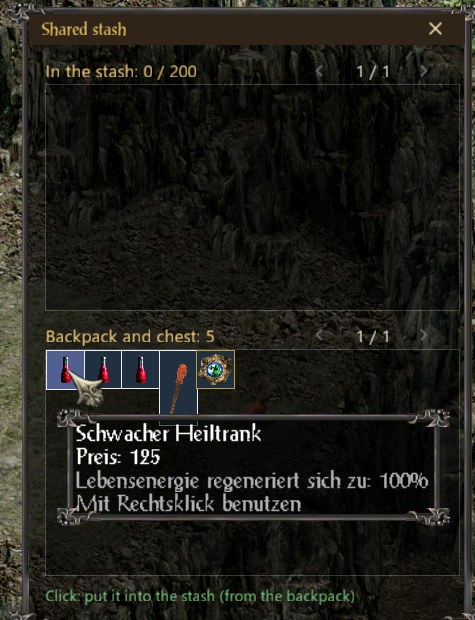 Shared stash
In the stash: 0 / 200
1 / 1
Backpack and chest: 5
1 / 1
Schwacher Heiltrank
Preis: 125
Lebensenergie regeneriert sich zu: 100%
Mit Rechtsklick benutzen
Click: put it into the stash (from the backpack)